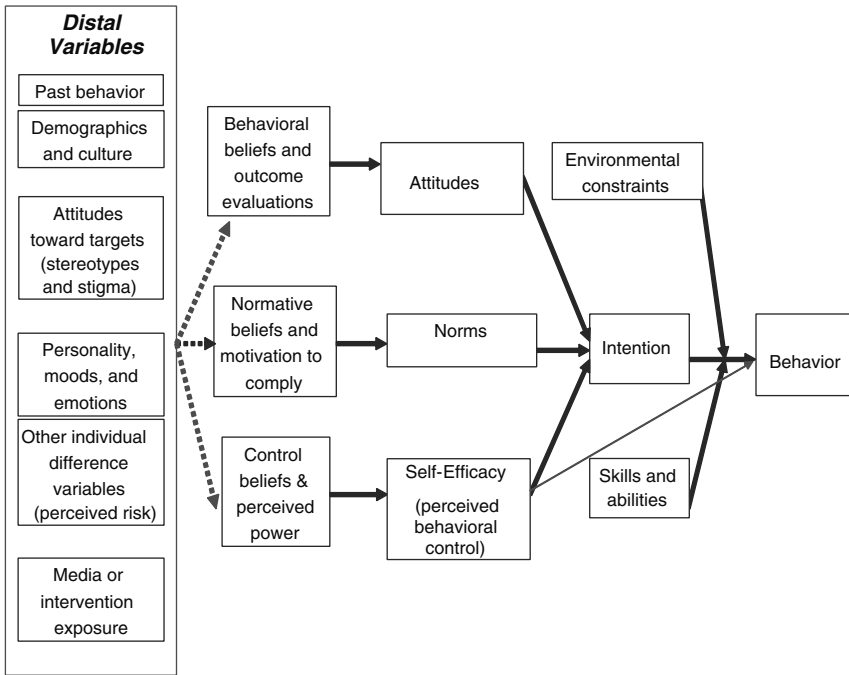 Distal
Variables
Past behavior
Demographics
and culture
Attitudes
toward targets
(stereotypes
and stigma)
Personality,
moods, and
emotions
Other individual
difference
variables
(perceived risk)
Media or
intervention
exposure
Behavioral
beliefs and
outcome
evaluations
Normative
beliefs and
motivation to
comply
Control
beliefs &
perceived
power
Attitudes
Norms
Self-Efficacy
(perceived
behavioral
control)
Environmental
constraints
Intention
Skills and
abilities
Behavior